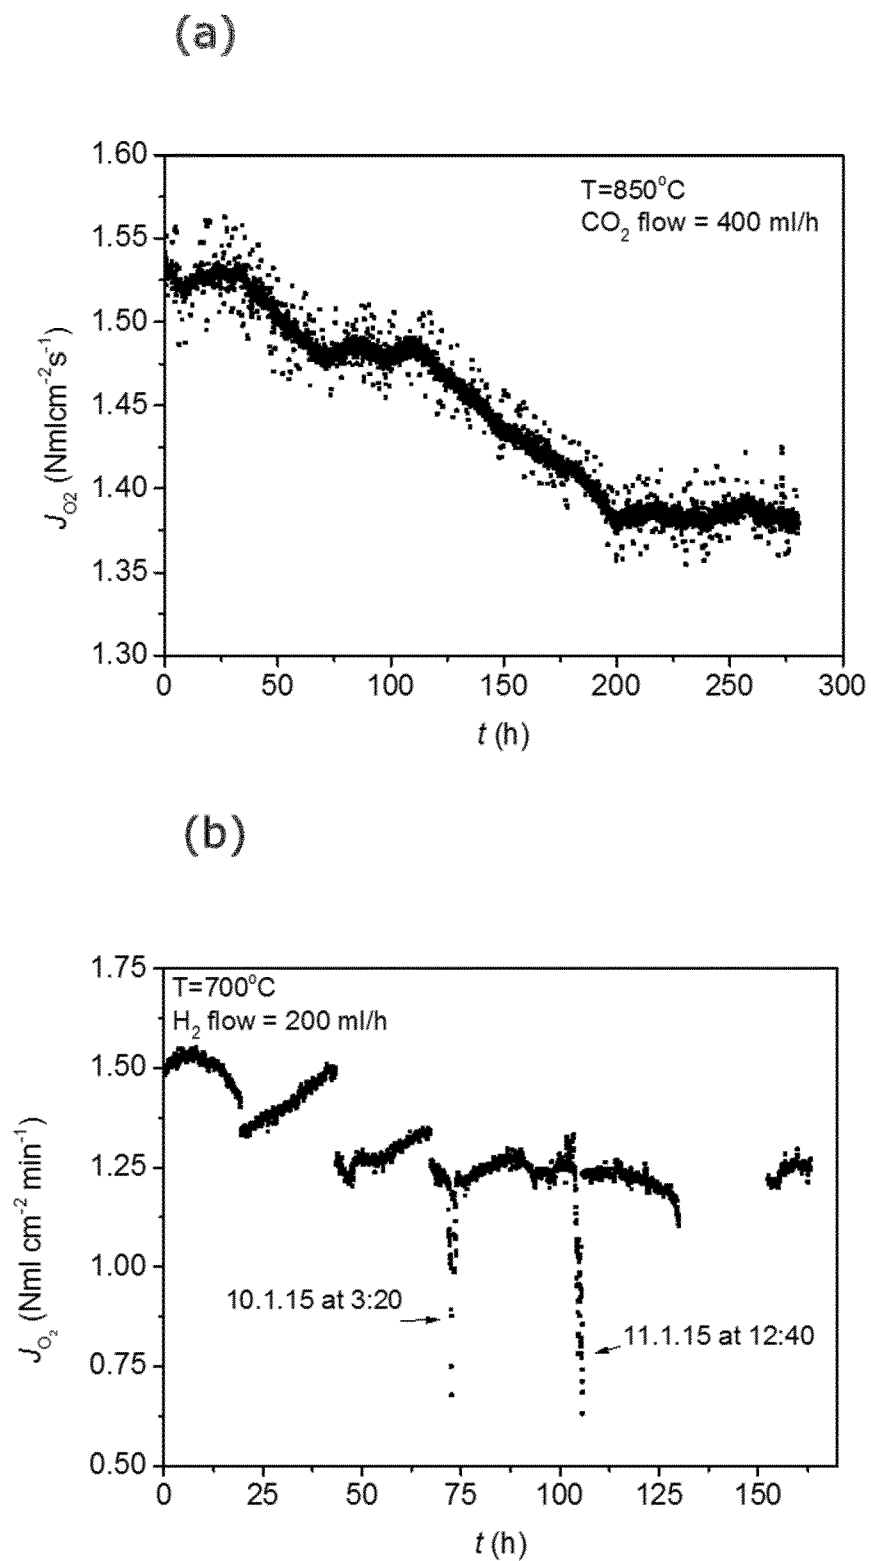 (a)
1.60
1.55
1.50
1.45
1.40
1.35
1.30
J_O2 (Nmlcm⁻²s⁻¹)
T=850°C
CO₂ flow = 400 ml/h
0 50 100 150 200 250 300
t (h)
(b)
1.75
1.50
1.25
1.00
0.75
0.50
J_O₂ (Nml cm⁻² min⁻¹)
T=700°C
H₂ flow = 200 ml/h
10.1.15 at 3:20
11.1.15 at 12:40
0 25 50 75 100 125 150
t (h)